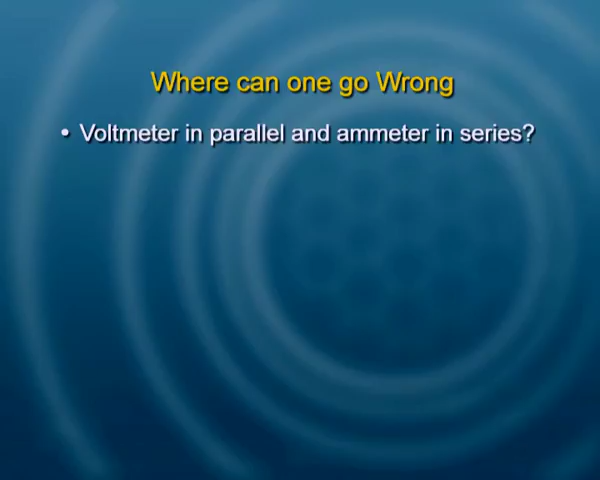 Where can one go Wrong
• Voltmeter in parallel and ammeter in series?